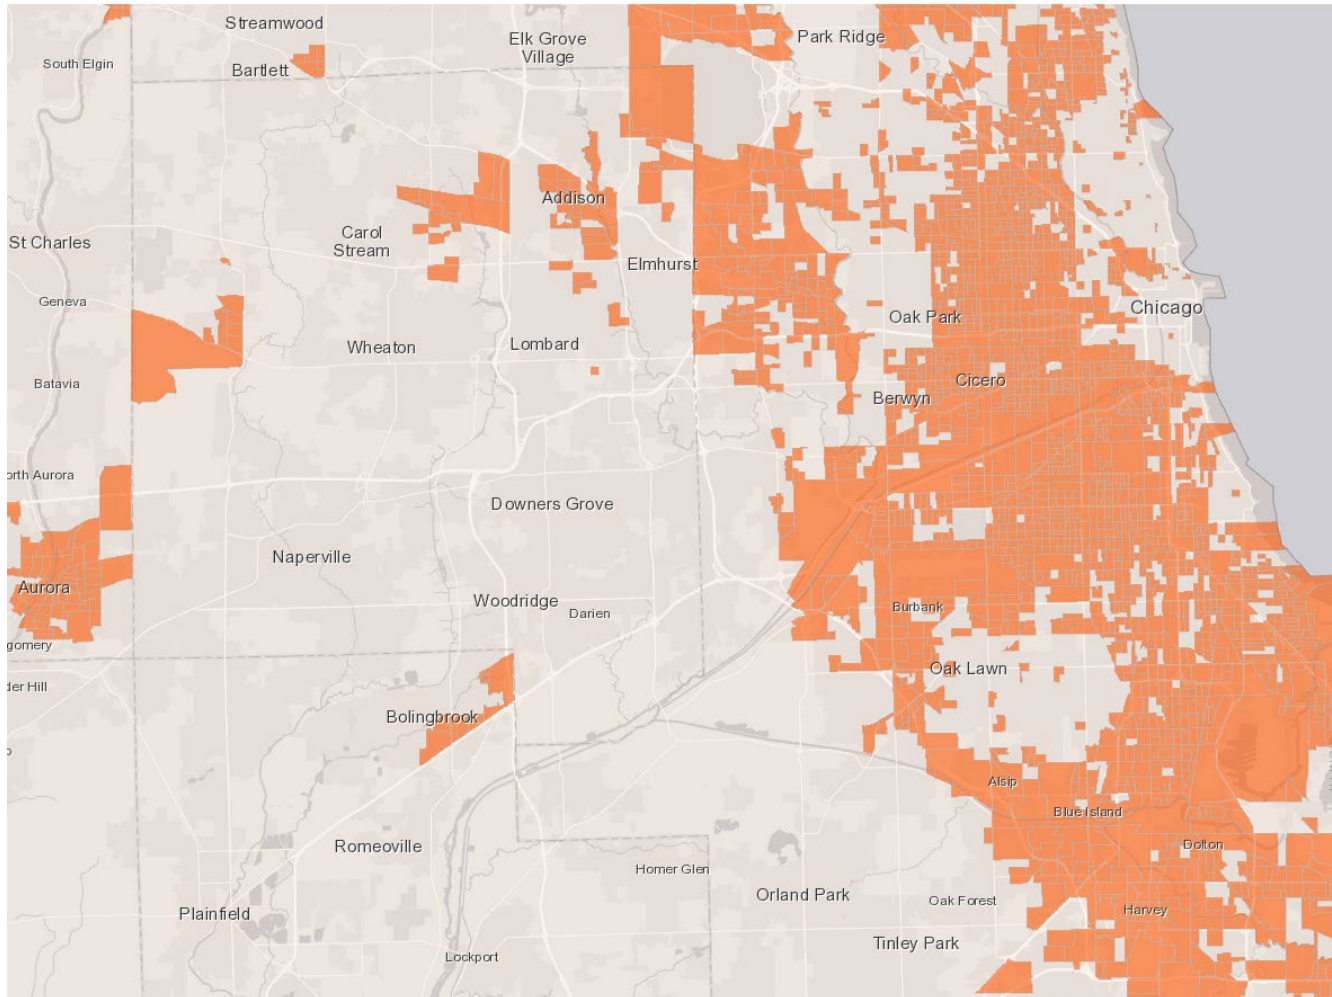 Streamwood
Elk Grove
Village
Park Ridge
South Elgin
Bartlett
Addison
St Charles
Carol
Stream
Elmhurst
Geneva
Chicago
Oak Park
Wheaton
Lombard
Batavia
Cicero
Berwyn
orth Aurora
Downers Grove
Naperville
Aurora
Woodridge
Darien
Burbank
gomery
Oak Lawn
der Hill
Bolingbrook
o
Alsip
Blue Island
Romeoville
Dolton
Homer Glen
Orland Park
Oak Forest
Harvey
Plainfield
Tinley Park
Lockport